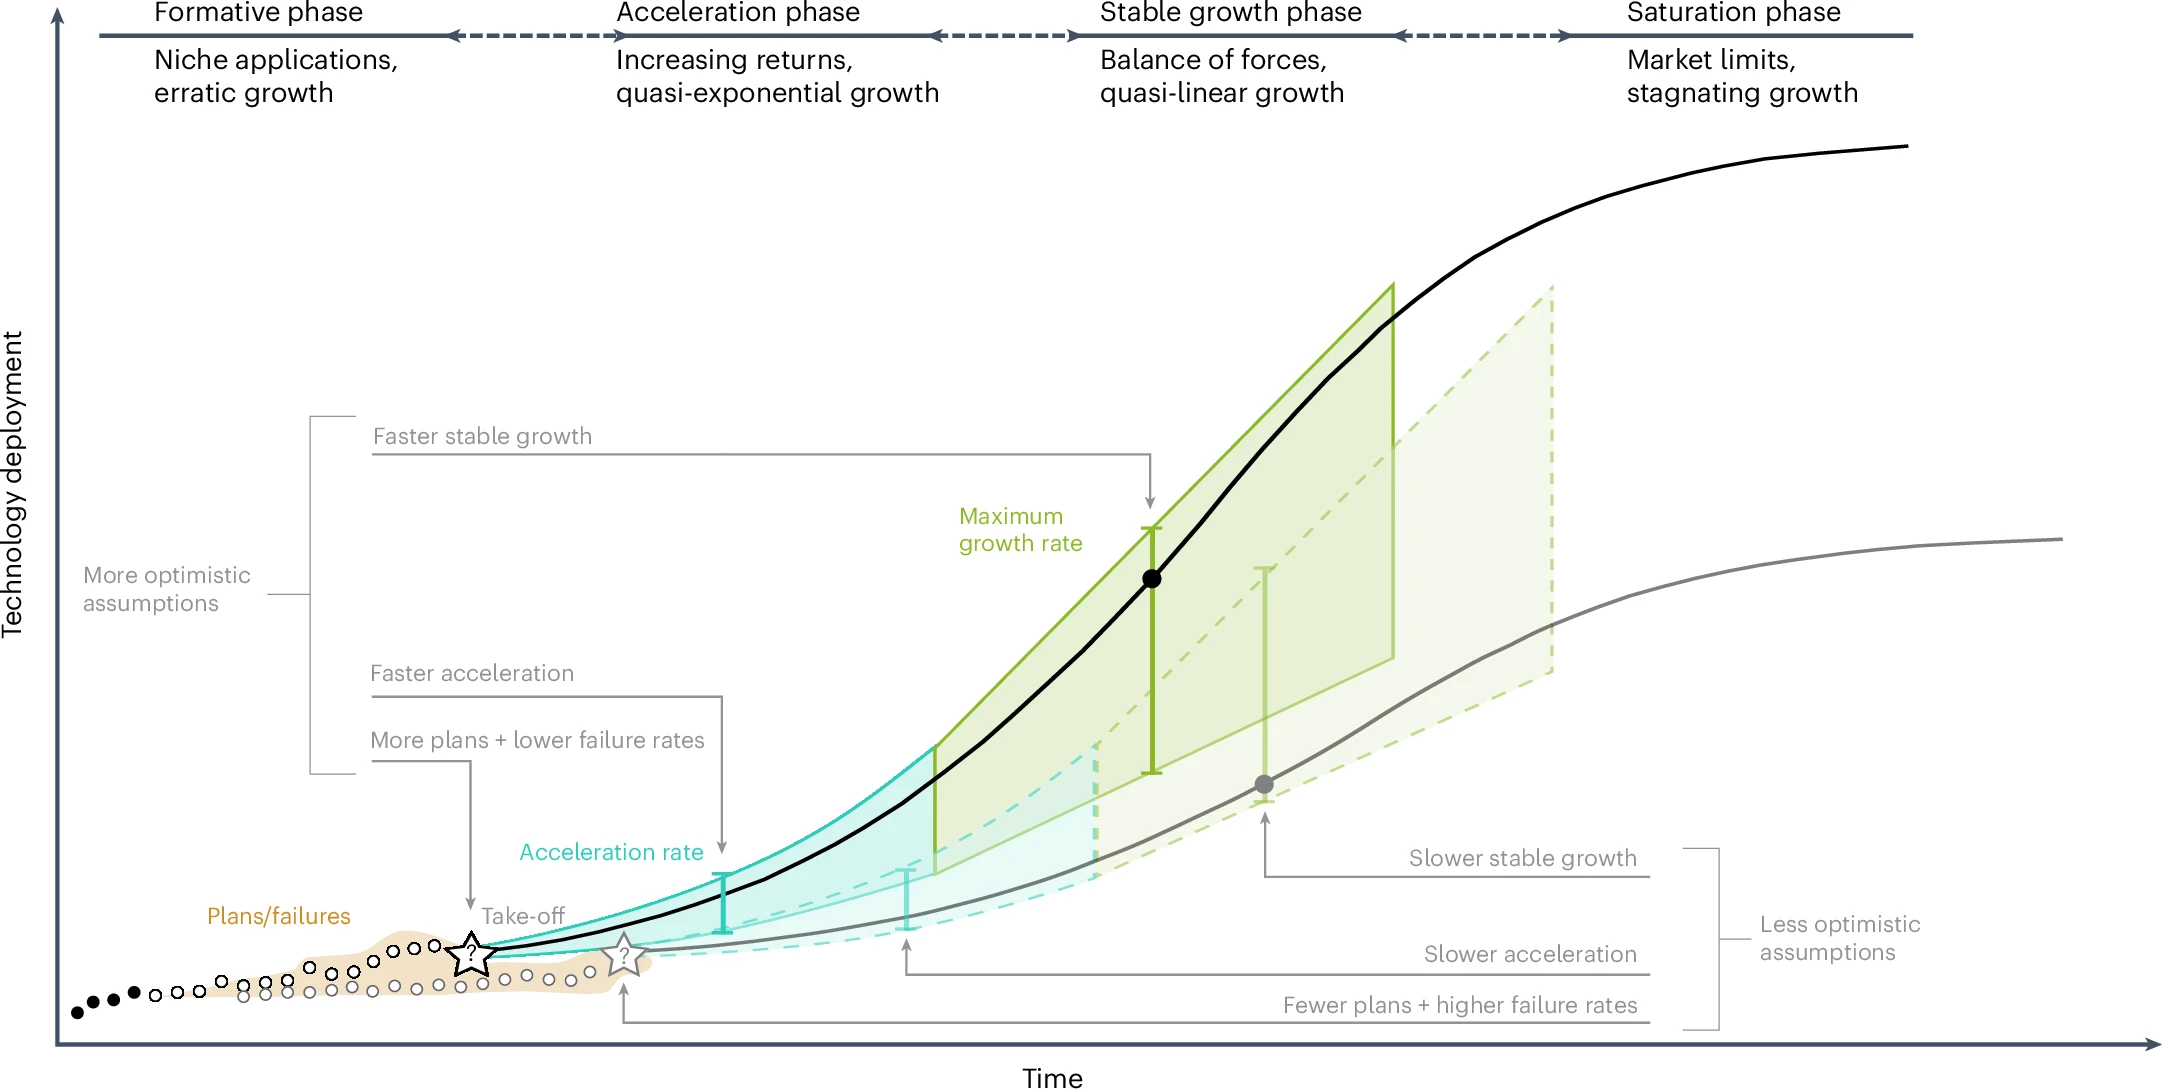 Formative phase
Acceleration phase
Stable growth phase
Saturation phase
Niche applications,
erratic growth
Increasing returns,
quasi-exponential growth
Balance of forces,
quasi-linear growth
Market limits,
stagnating growth
Technology deployment
Faster stable growth
Maximum
growth rate
More optimistic
assumptions
Faster acceleration
More plans + lower failure rates
Acceleration rate
Plans/failures
Take-off
?
?
Slower stable growth
Less optimistic
assumptions
Slower acceleration
Fewer plans + higher failure rates
Time